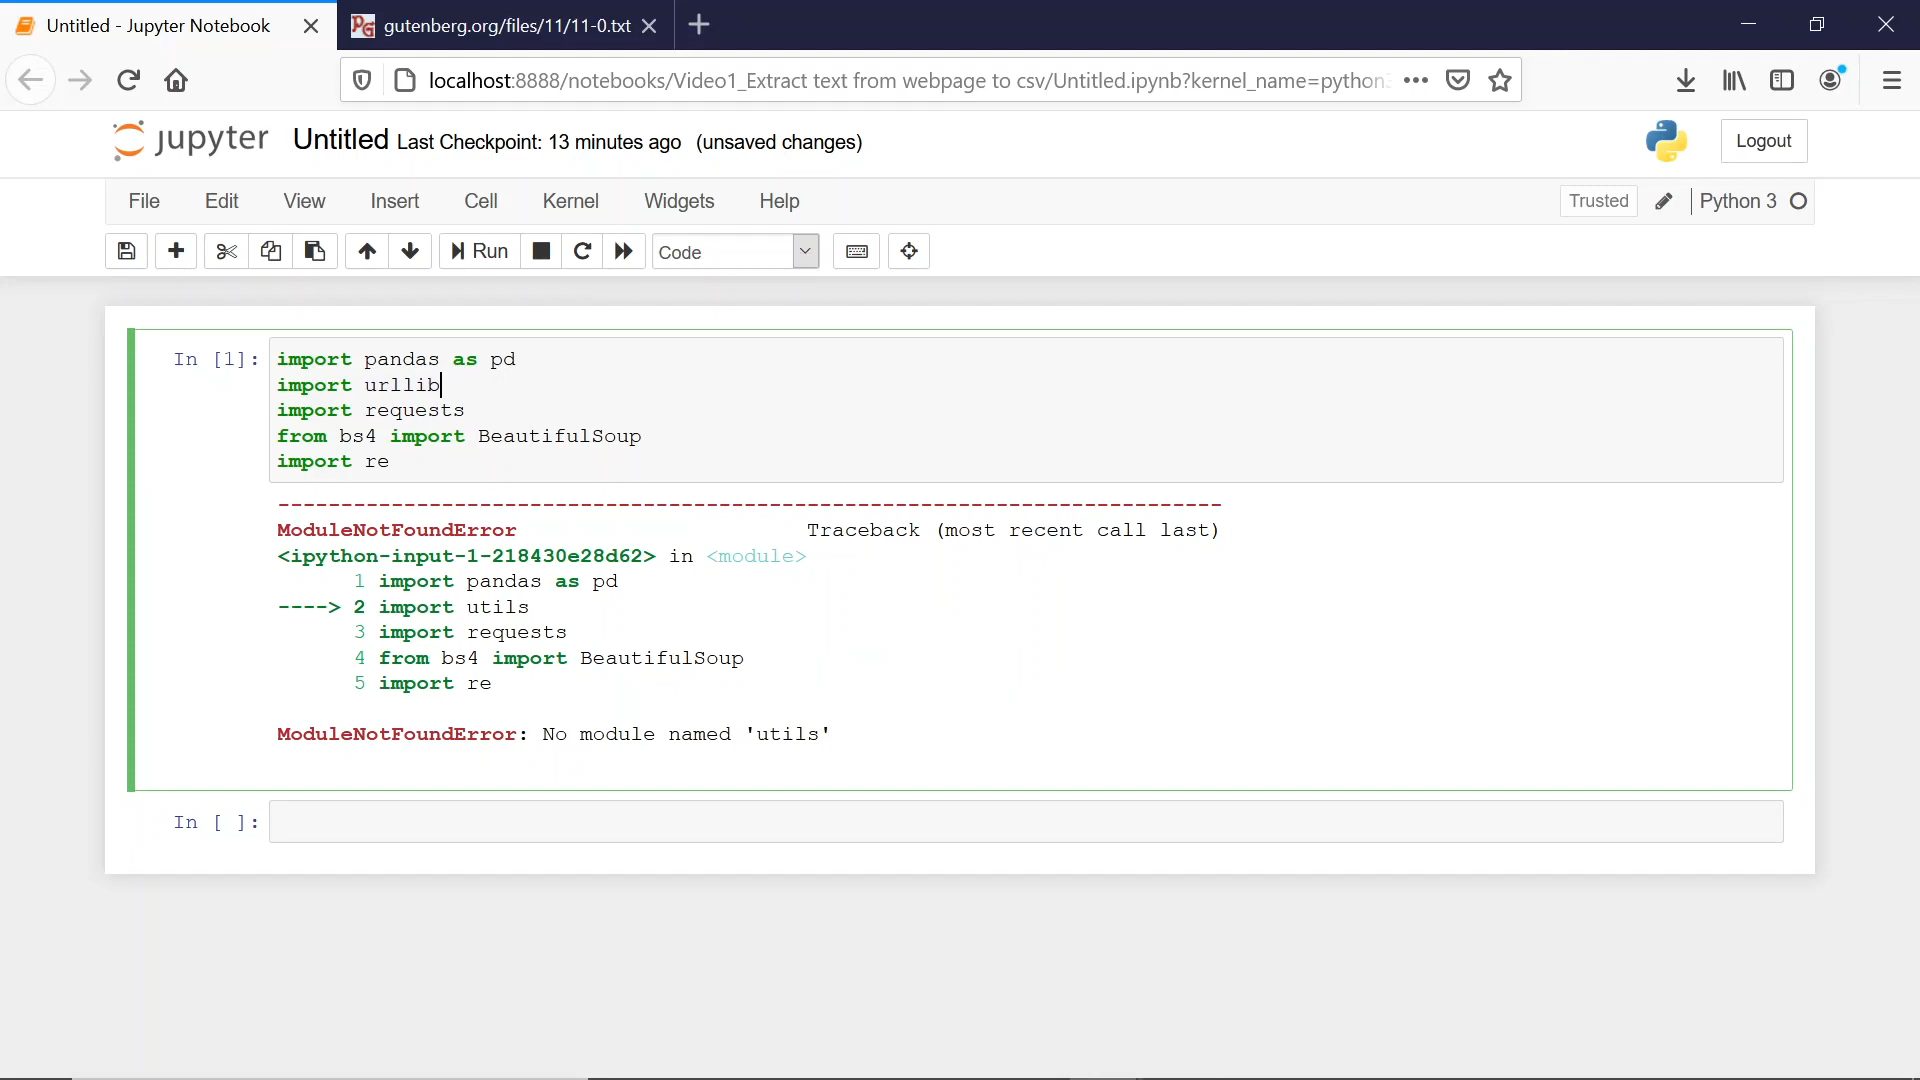 Untitled - Jupyter Notebook
gutenberg.org/files/11/11-0.txt
localhost:8888/notebooks/Video1_Extract text from webpage to csv/Untitled.ipynb?kernel_name=python3
jupyter Untitled Last Checkpoint: 13 minutes ago (unsaved changes)
Logout
File Edit View Insert Cell Kernel Widgets Help
Trusted
Python 3
Run
Code
In [1]: import pandas as pd
import urllib
import requests
from bs4 import BeautifulSoup
import re
---------------------------------------------------------------------------
ModuleNotFoundError Traceback (most recent call last)
<ipython-input-1-218430e28d62> in <module>
1 import pandas as pd
----> 2 import utils
3 import requests
4 from bs4 import BeautifulSoup
5 import re
ModuleNotFoundError: No module named 'utils'
In [ ]: